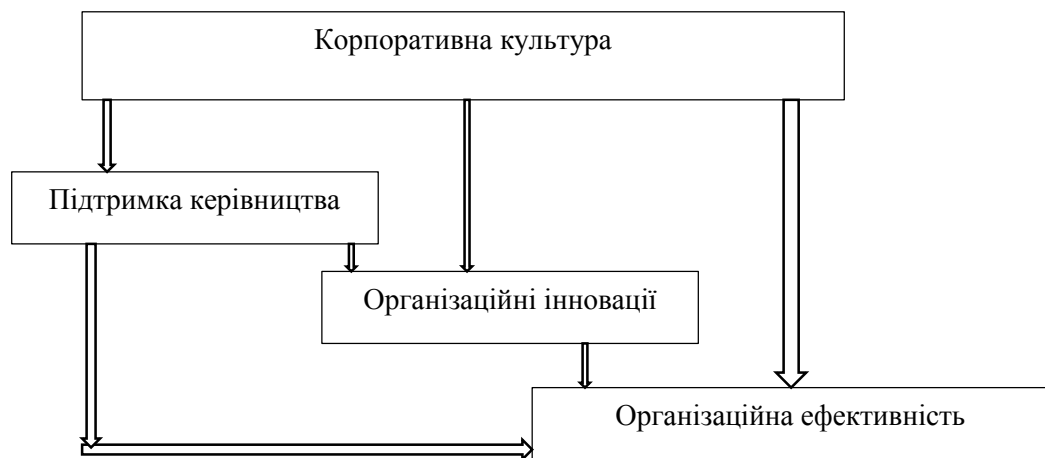 Корпоративна культура
Підтримка керівництва
Організаційні інновації
Організаційна ефективність